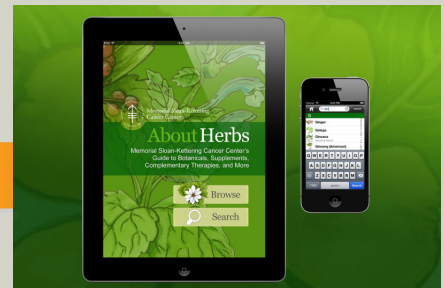 Memorial Sloan-Kettering
Cancer Center
About Herbs
Memorial Sloan-Kettering Cancer Center's
Guide to Botanicals, Supplements,
Complementary Therapies, and More
Browse
Search
Ginger
Ginkgo
Ginseng
Ginseng (American)
Q W E R T Y U I O P
A S D F G H J K L
Z X C V B N M